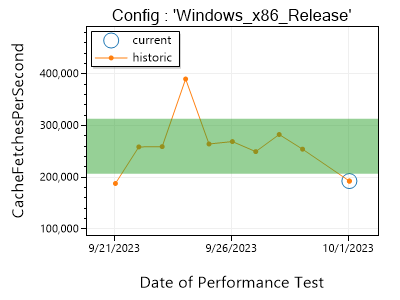 Config : 'Windows_x86_Release'
current
historic
CacheFetchesPerSecond
400,000
300,000
200,000
100,000
9/21/2023
9/26/2023
10/1/2023
Date of Performance Test